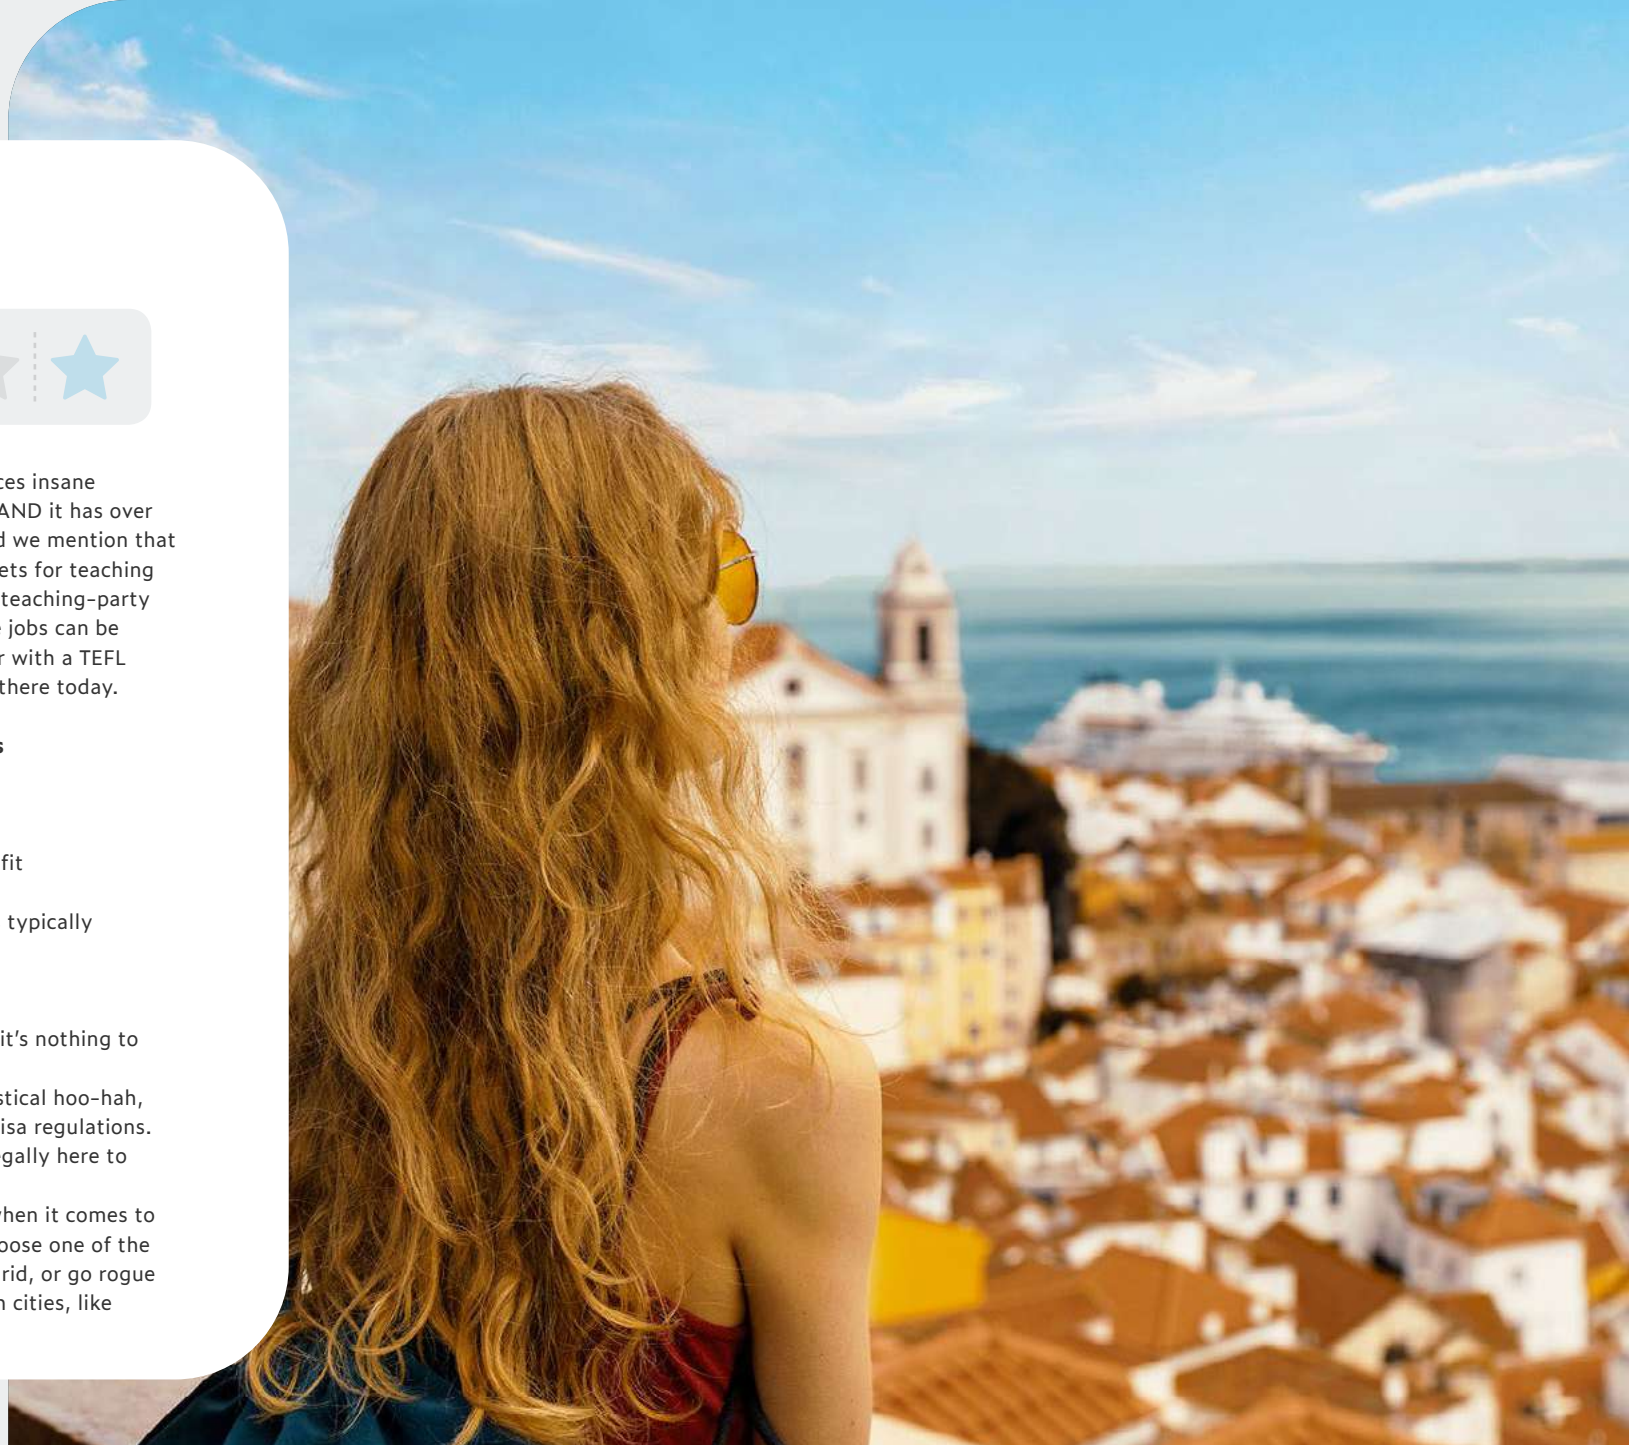 ces insane
AND it has over
d we mention that
ets for teaching
teaching-party
e jobs can be
r with a TEFL
there today.
s
fit
typically
it's nothing to
stical hoo-hah,
isa regulations.
egally here to
when it comes to
oose one of the
rid, or go rogue
n cities, like